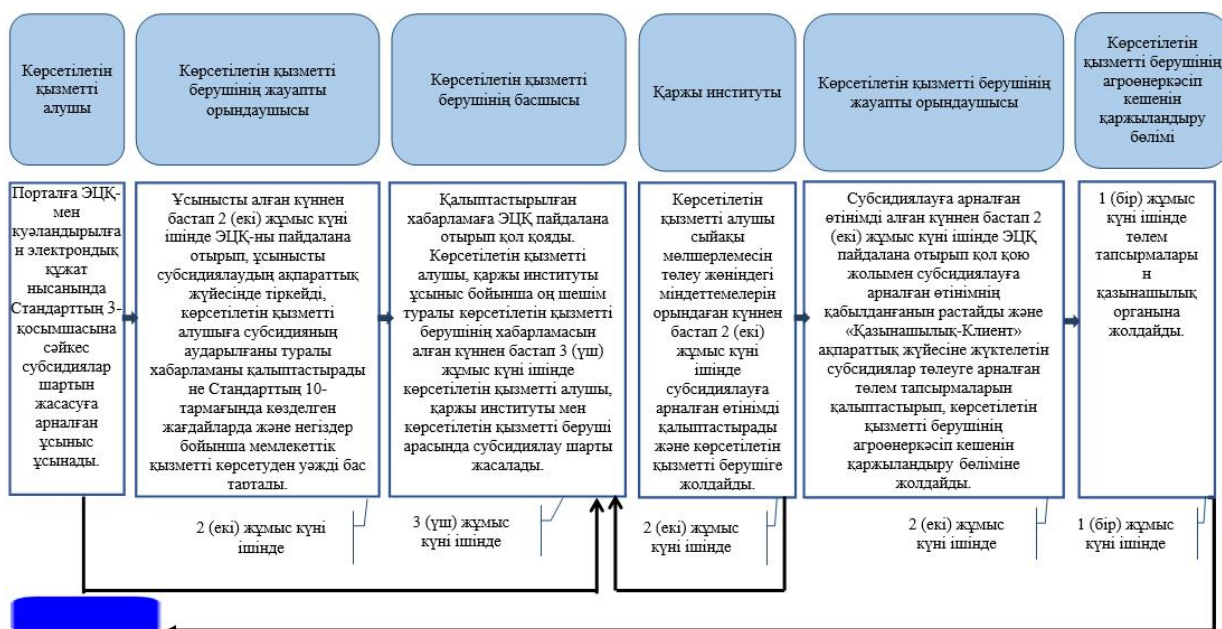 Көрсетілетін
қызметті
алушы
Көрсетілетін қызметті
берушінің жауапты
орындаушысы
Көрсетілетін қызметті
берушінің басшысы
Қаржы институты
Көрсетілетін қызметті берушінің
жауапты орындаушысы
Көрсетілетін
қызметті берушінің
агроөнеркәсіп
кешенін
қаржыландыру
бөлімі
Порталға ЭЦҚ-
мен
куәландырылға
н электрондық
құжат
нысанында
Стандарттың 3-
қосымшасына
сәйкес
субсидиялар
шартын
жасасуға
арналған
ұсыныс
ұсынады.
Ұсынысты алған күннен
бастап 2 (екі) жұмыс күні
ішінде ЭЦҚ-ны пайдалана
отырып, ұсынысты
субсидиялаудың ақпараттық
жүйесінде тіркейді,
көрсетілетін қызметті
алушыға субсидияның
аударылғаны туралы
хабарламаны қалыптастырады
не Стандарттың 10-
тармағында көзделген
жағдайларда және негіздер
бойынша мемлекеттік
қызметті көрсетуден уәжді бас
тартады.
Қалыптастырылған
хабарламаға ЭЦҚ пайдалана
отырып қол қояды.
Көрсетілетін қызметті
алушы, қаржы институты
ұсыныс бойынша оң шешім
туралы көрсетілетін қызметті
берушінің хабарламасын
алған күннен бастап 3 (үш)
жұмыс күні ішінде
көрсетілетін қызметті алушы,
қаржы институты мен
көрсетілетін қызметті беруші
арасында субсидиялау шарты
жасалады.
Көрсетілетін
қызметті алушы
сыйақы
мөлшерлемесін
төлеу жөніндегі
міндеттемелерін
орындаған күннен
бастап 2 (екі)
жұмыс күні
ішінде
субсидиялауға
арналған өтінімді
қалыптастырады
және көрсетілетін
қызметті берушіге
жолдайды.
Субсидиялауға арналған
өтінімді алған күннен бастап 2
(екі) жұмыс күні ішінде ЭЦҚ
пайдалана отырып қол қою
жолымен субсидиялауға
арналған өтінімнің
қабылданғанын растайды және
«Қазынашылық-Клиент»
ақпараттық жүйесіне жүктелетін
субсидиялар төлеуге арналған
төлем тапсырмаларын
қалыптастырып, көрсетілетін
қызметті берушінің
агроөнеркәсіп кешенін
қаржыландыру бөліміне
жолдайды.
1 (бір) жұмыс
күні ішінде
төлем
тапсырмалары
н
қазынашылық
органына
жолдайды.
2 (екі) жұмыс күні
ішінде
3 (үш) жұмыс
күні ішінде
2 (екі) жұмыс
күні ішінде
2 (екі) жұмыс
күні ішінде
1 (бір) жұмыс
күні ішінде